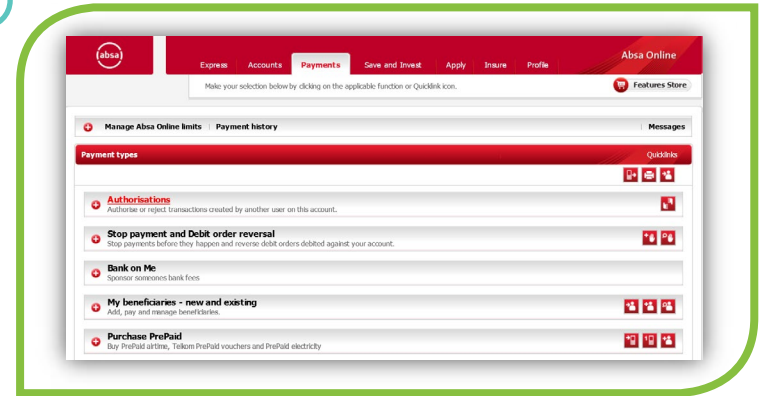 (absa)
Absa Online
Express Accounts Payments Save and Invest Apply Insure Profile
Make your selection below by clicking on the applicable function or Quicklink icon.
Features Store
Manage Absa Online limits | Payment history
Messages
Payment types
Quicklinks
Authorisations
Authorise or reject transactions created by another user on this account.
Stop payment and Debit order reversal
Stop payments before they happen and reverse debit orders debited against your account.
Bank on Me
Sponsor someones bank fees
My beneficiaries - new and existing
Add, pay and manage beneficiaries.
Purchase PrePaid
Buy PrePaid airtime, Telkom PrePaid vouchers and PrePaid electricity